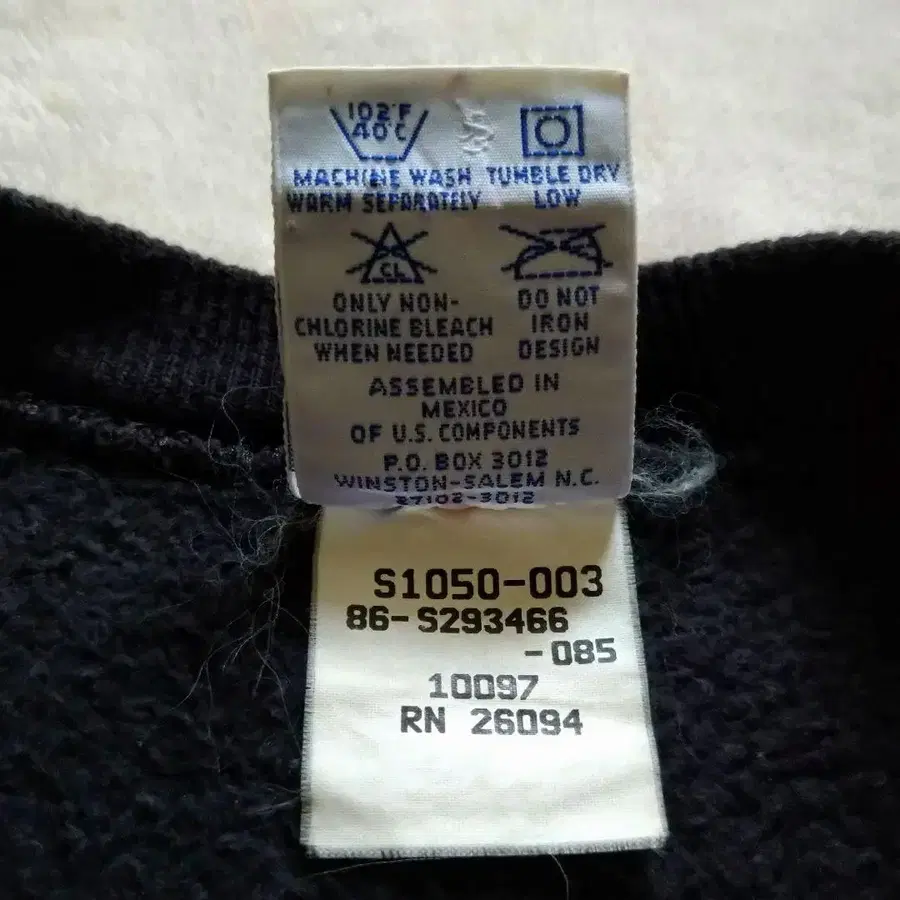 102°F
40°C
MACHINE WASH
WARM SEPARATELY
TUMBLE DRY
LOW
CL
ONLY NON-
CHLORINE BLEACH
WHEN NEEDED
DO NOT
IRON
DESIGN
ASSEMBLED IN
MEXICO
OF U.S. COMPONENTS
P.O. BOX 3012
WINSTON-SALEM N.C.
27102-3012
S1050-003
86-S293466
-085
10097
RN 26094